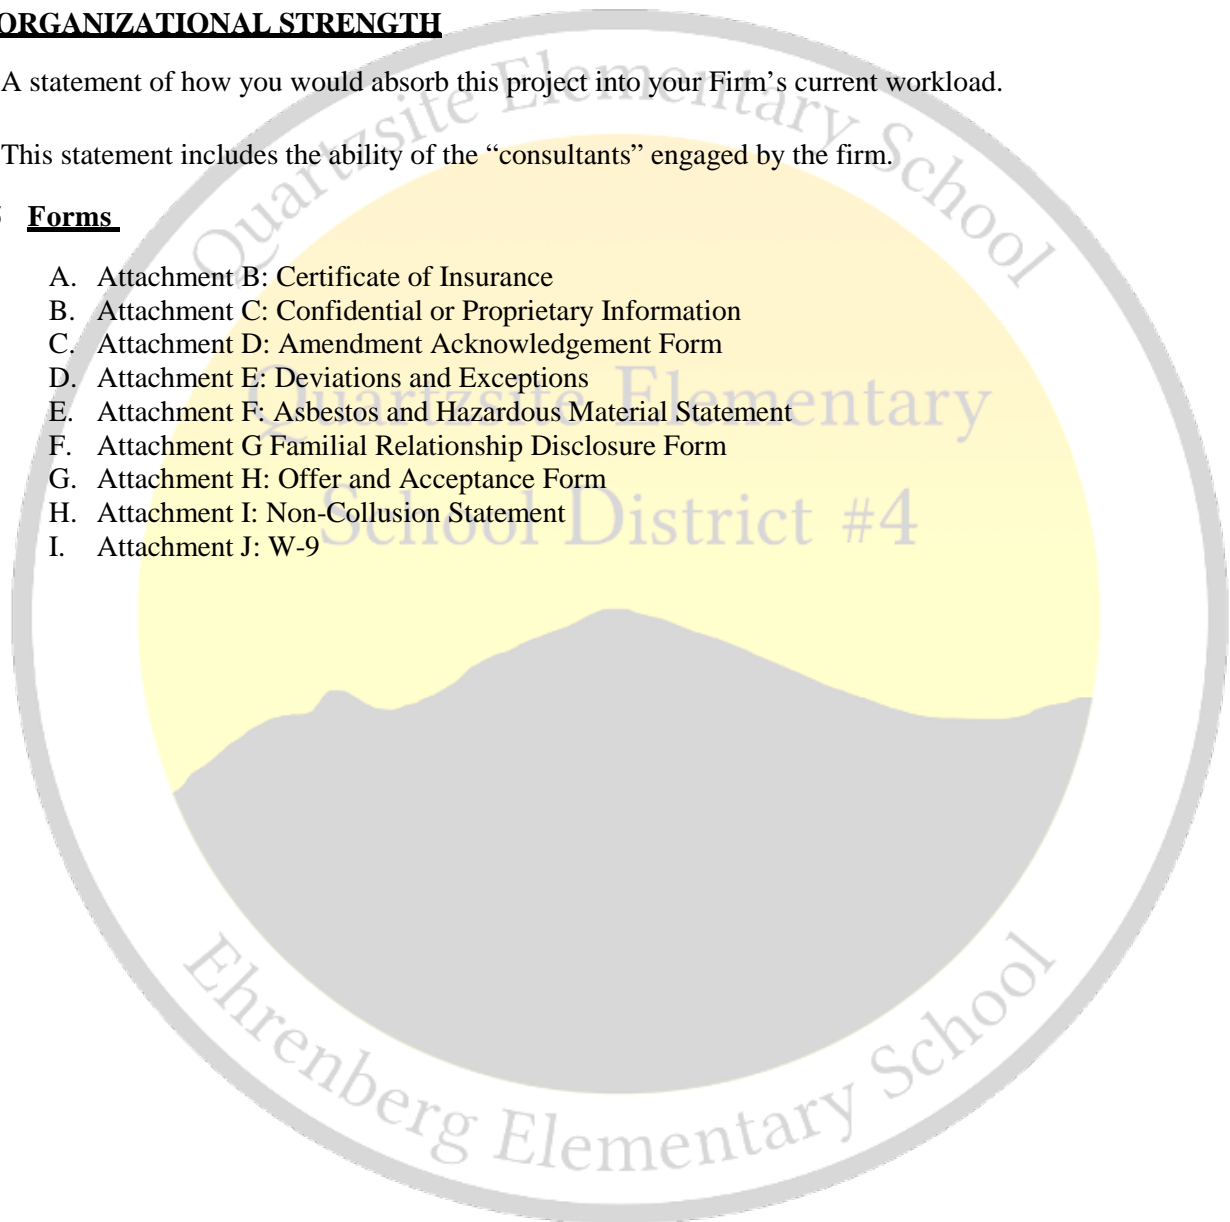 ORGANIZATIONAL STRENGTH
A statement of how you would absorb this project into your Firm’s current workload.
This statement includes the ability of the “consultants” engaged by the firm.
Forms
A. Attachment B: Certificate of Insurance
B. Attachment C: Confidential or Proprietary Information
C. Attachment D: Amendment Acknowledgement Form
D. Attachment E: Deviations and Exceptions
E. Attachment F: Asbestos and Hazardous Material Statement
F. Attachment G Familial Relationship Disclosure Form
G. Attachment H: Offer and Acceptance Form
H. Attachment I: Non-Collusion Statement
I. Attachment J: W-9
Quartzsite Elementary School
Quartzsite Elementary
School District #4
Ehrenberg Elementary School